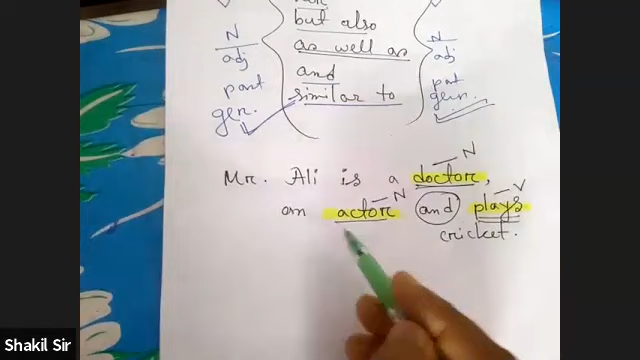 but also
N
adj
part
gen.
as well as
and
similar to
N
adj
part
gen.
Mr. Ali is a doctor, N
an actor N and plays V
cricket.
Shakil Sir